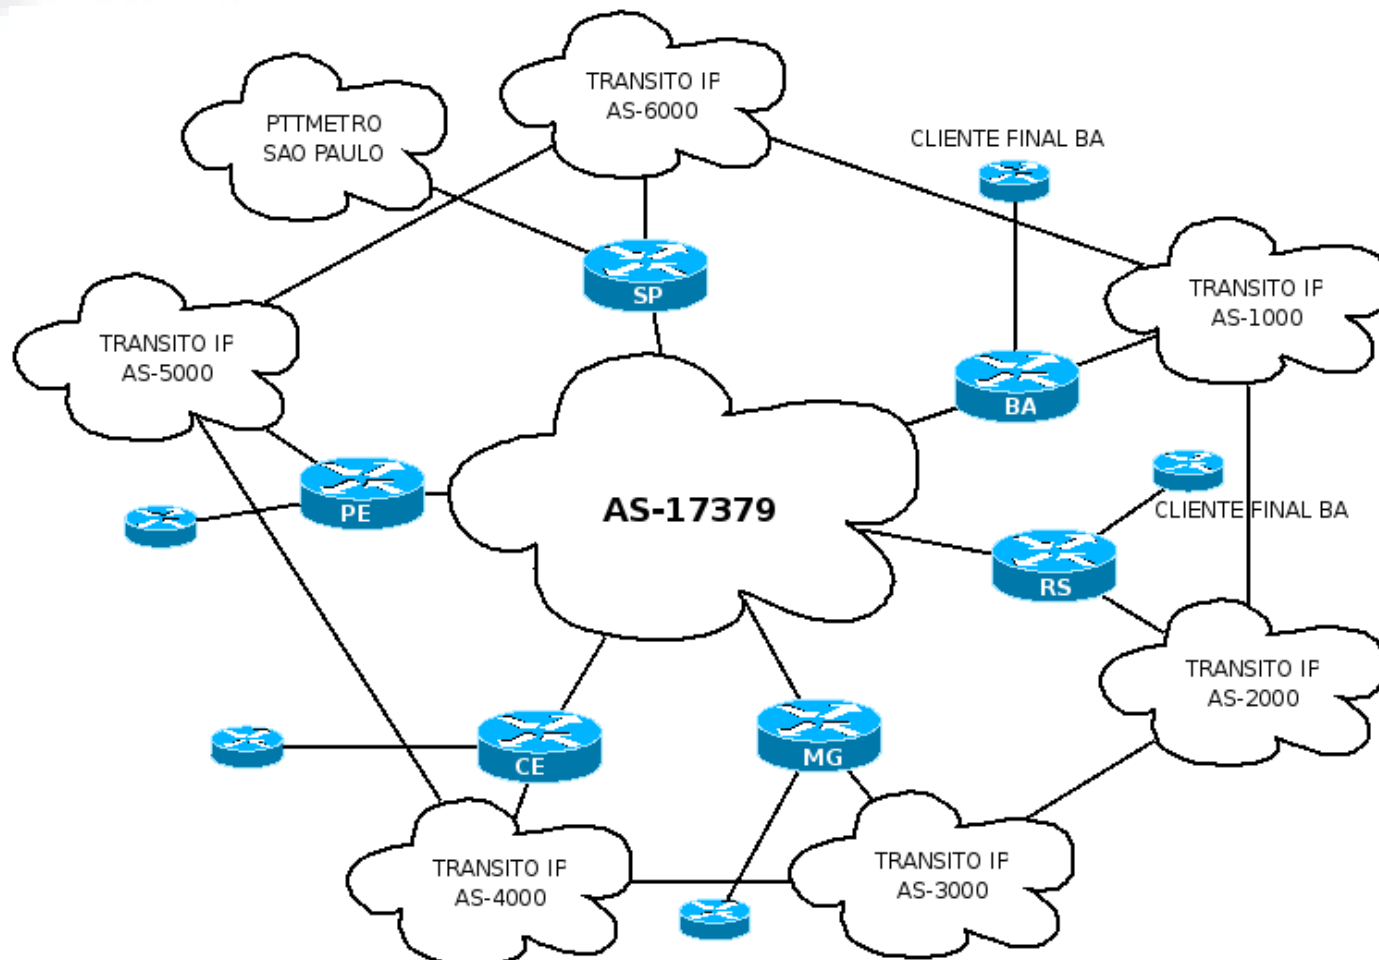 TRANSITO IP
AS-6000
PTTMETRO
SAO PAULO
CLIENTE FINAL BA
TRANSITO IP
AS-1000
SP
TRANSITO IP
AS-5000
BA
PE
AS-17379
CLIENTE FINAL BA
RS
TRANSITO IP
AS-2000
CE
MG
TRANSITO IP
AS-4000
TRANSITO IP
AS-3000